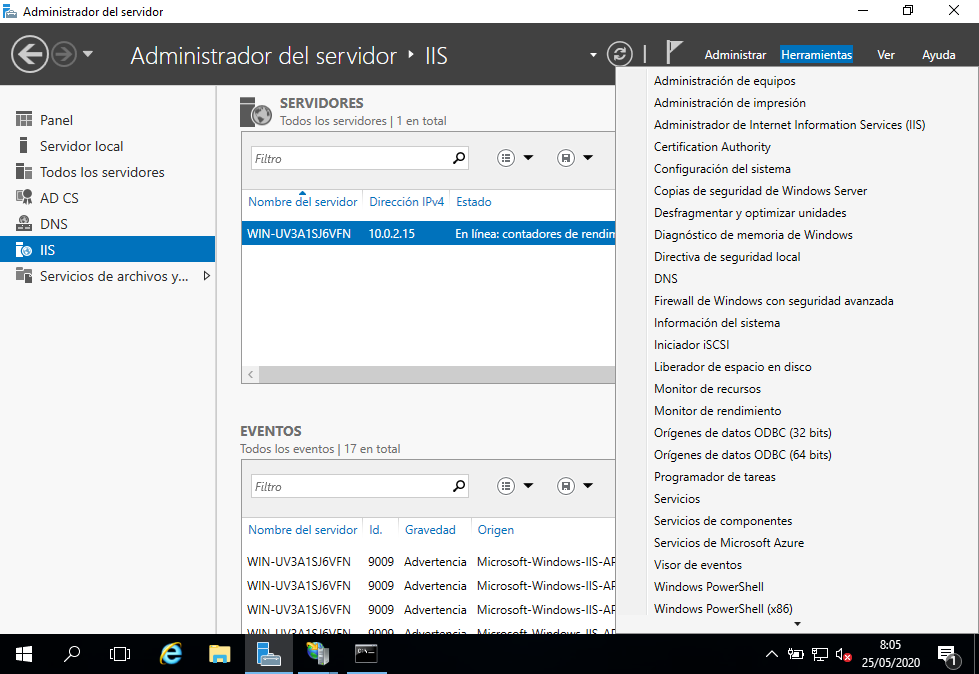 Administrador del servidor
Administrador del servidor ‣ IIS
Administrar Herramientas Ver Ayuda
Panel
Servidor local
Todos los servidores
AD CS
DNS
IIS
Servicios de archivos y...
SERVIDORES
Todos los servidores | 1 en total
Filtro
Nombre del servidor Dirección IPv4 Estado
WIN-UV3A1SJ6VFN 10.0.2.15 En línea: contadores de rendim
EVENTOS
Todos los eventos | 17 en total
Filtro
Nombre del servidor Id. Gravedad Origen
WIN-UV3A1SJ6VFN 9009 Advertencia Microsoft-Windows-IIS-AP
WIN-UV3A1SJ6VFN 9009 Advertencia Microsoft-Windows-IIS-AP
WIN-UV3A1SJ6VFN 9009 Advertencia Microsoft-Windows-IIS-AP
WIN-UV3A1SJ6VFN 9009 Advertencia Microsoft-Windows-IIS-AP
Administración de equipos
Administración de impresión
Administrador de Internet Information Services (IIS)
Certification Authority
Configuración del sistema
Copias de seguridad de Windows Server
Desfragmentar y optimizar unidades
Diagnóstico de memoria de Windows
Directiva de seguridad local
DNS
Firewall de Windows con seguridad avanzada
Información del sistema
Iniciador iSCSI
Liberador de espacio en disco
Monitor de recursos
Monitor de rendimiento
Orígenes de datos ODBC (32 bits)
Orígenes de datos ODBC (64 bits)
Programador de tareas
Servicios
Servicios de componentes
Servicios de Microsoft Azure
Visor de eventos
Windows PowerShell
Windows PowerShell (x86)
8:05
25/05/2020
1